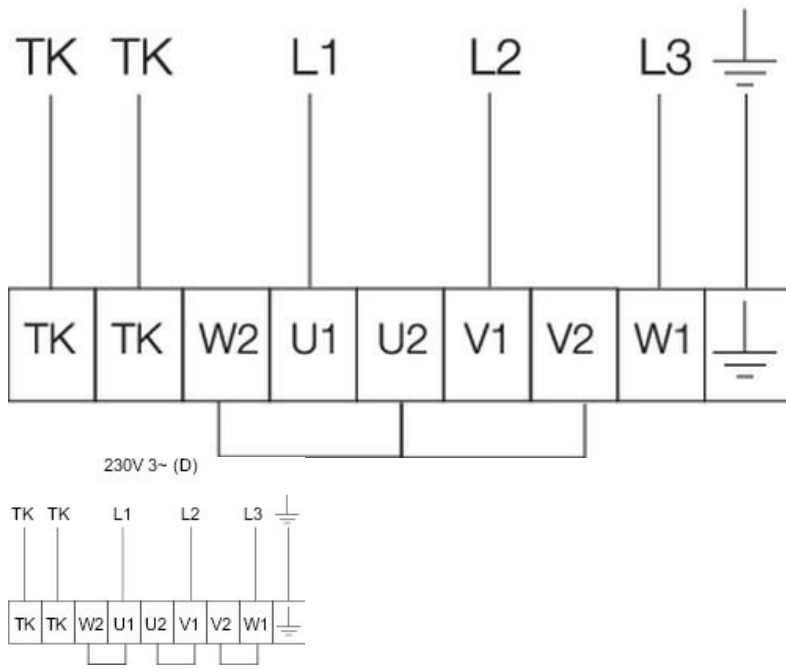 TK TK L1 L2 L3
TK TK W2 U1 U2 V1 V2 W1
230V 3~ (D)
TK TK L1 L2 L3
TK TK W2 U1 U2 V1 V2 W1